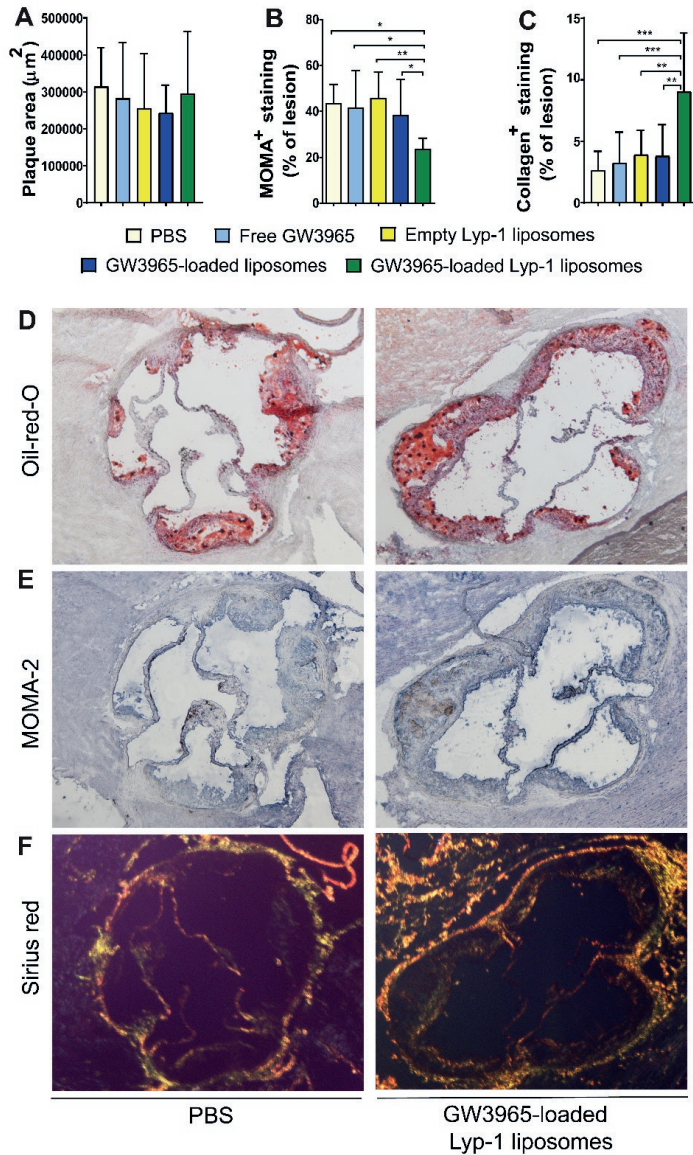 A
Plaque area (µm²)
500000
400000
300000
200000
100000
0
B
MOMA⁺ staining
(% of lesion)
80
60
40
20
0
*
*
**
*
C
Collagen⁺ staining
(% of lesion)
15
10
5
0
***
***
**
**
PBS Free GW3965 Empty Lyp-1 liposomes
GW3965-loaded liposomes GW3965-loaded Lyp-1 liposomes
D
Oil-red-O
E
MOMA-2
F
Sirius red
PBS
GW3965-loaded
Lyp-1 liposomes